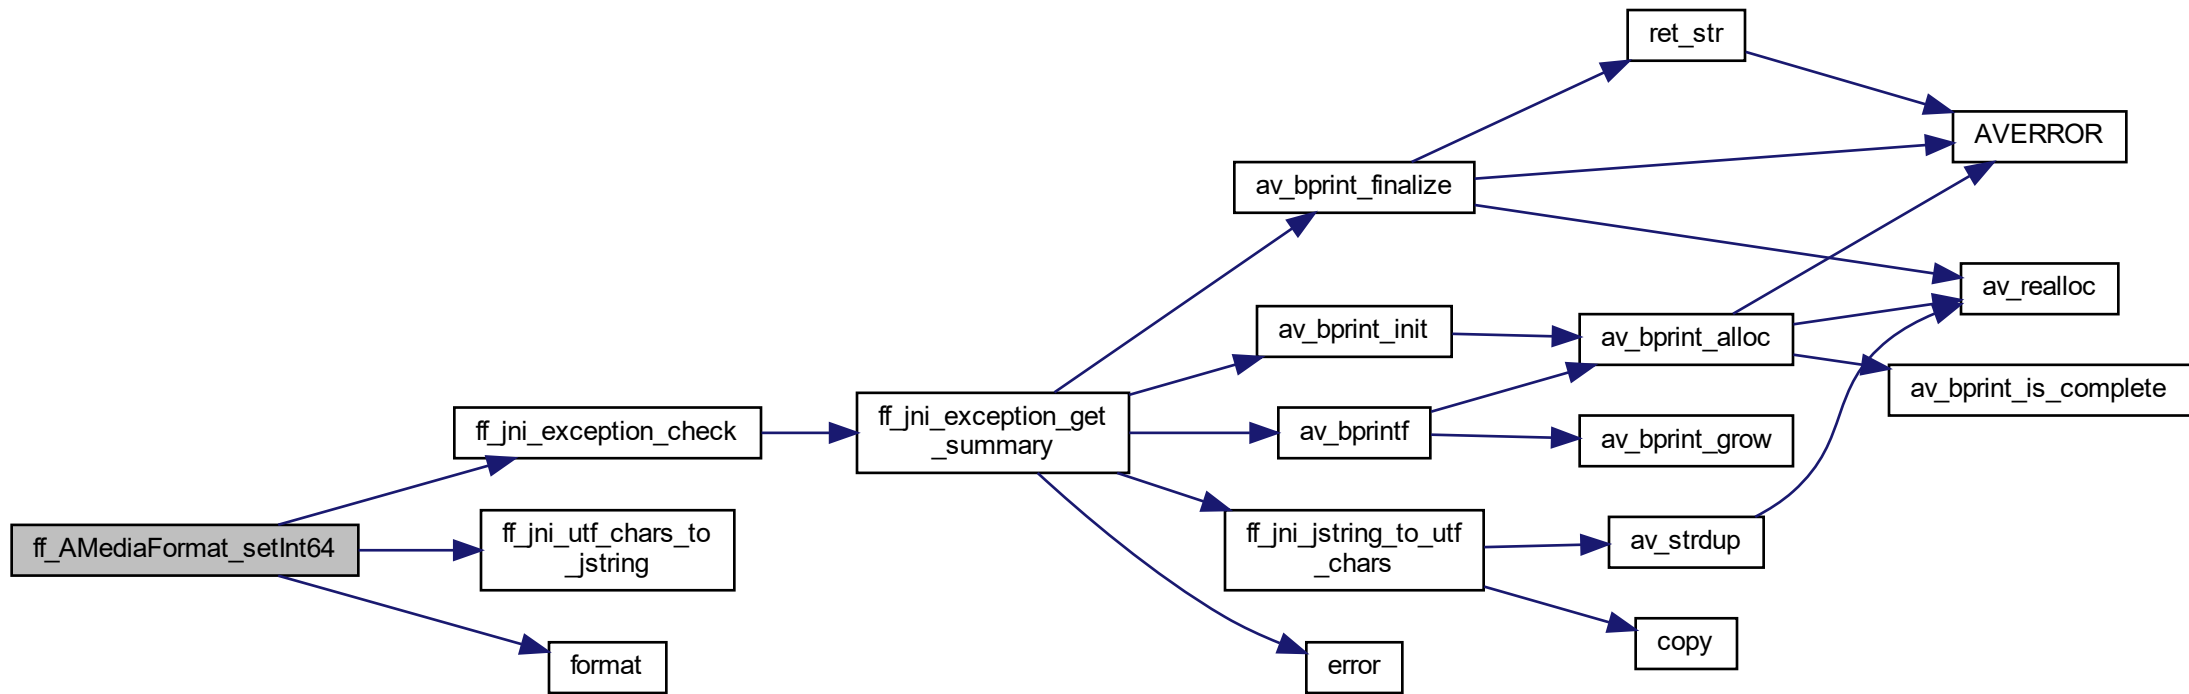 ff_AMediaFormat_setInt64
ff_jni_exception_check
ff_jni_utf_chars_to
_jstring
format
ff_jni_exception_get
_summary
av_bprint_finalize
av_bprint_init
av_bprintf
ff_jni_jstring_to_utf
_chars
error
ret_str
av_bprint_alloc
av_bprint_grow
av_strdup
copy
AVERROR
av_realloc
av_bprint_is_complete